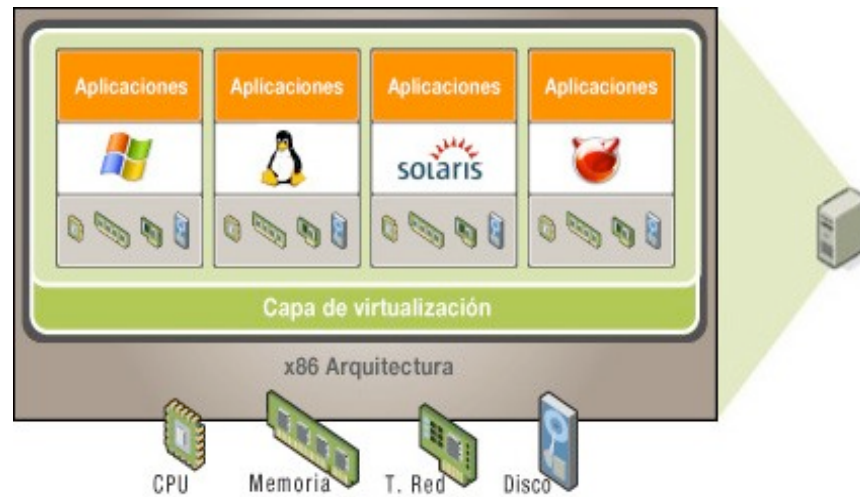 Aplicaciones Aplicaciones Aplicaciones Aplicaciones
solaris
Capa de virtualización
x86 Arquitectura
CPU Memoria T. Red Disco